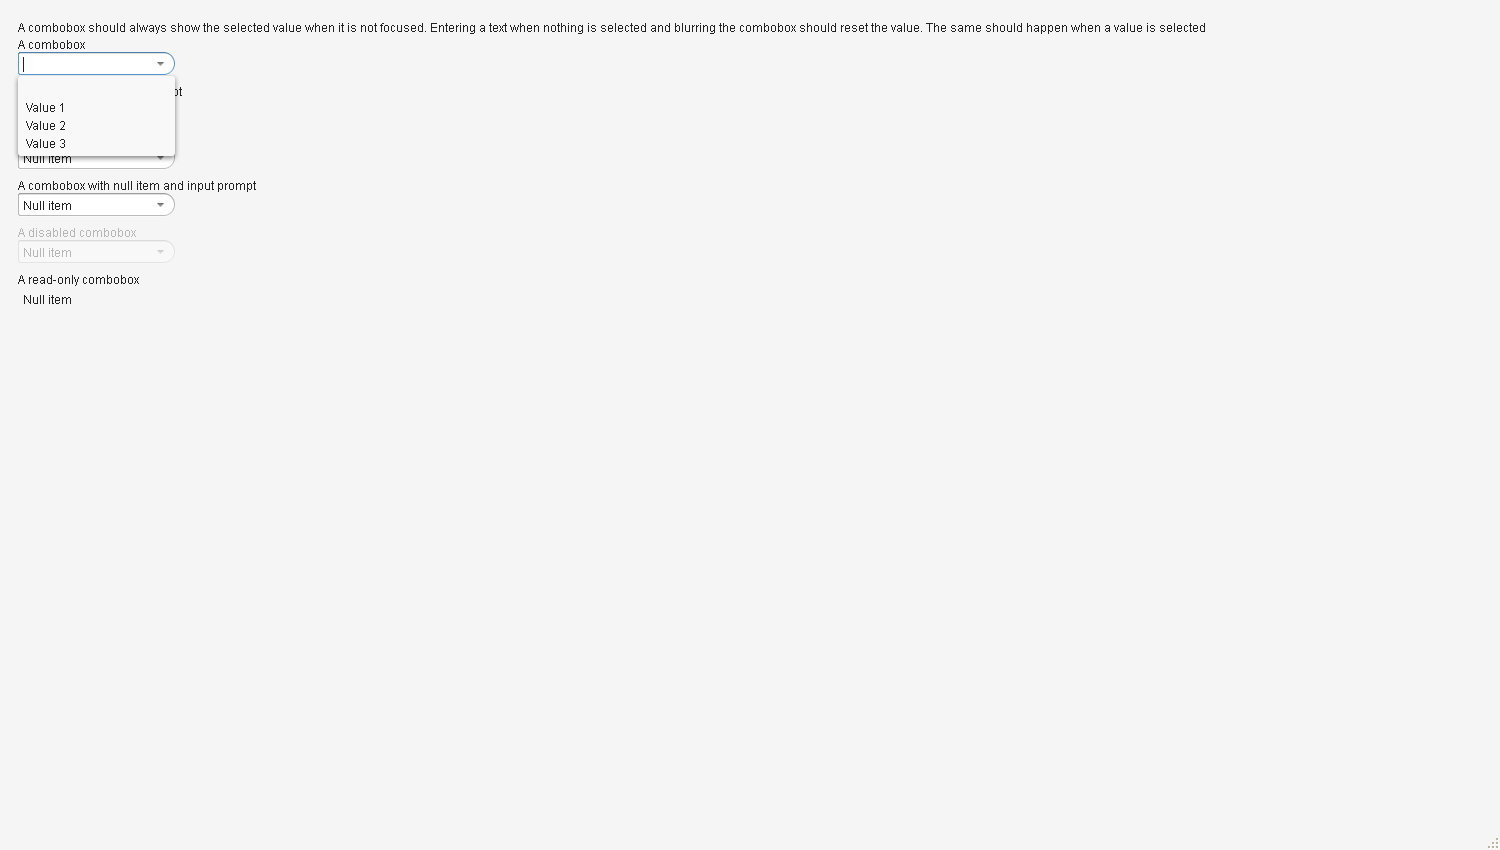 A combobox should always show the selected value when it is not focused. Entering a text when nothing is selected and blurring the combobox should reset the value. The same should happen when a value is selected
A combobox
Value 1
Value 2
Value 3
Null item
A combobox with null item and input prompt
Null item
A disabled combobox
Null item
A read-only combobox
Null item